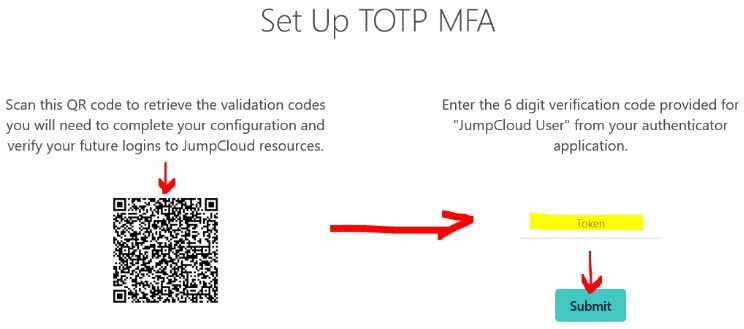 Set Up TOTP MFA
Scan this QR code to retrieve the validation codes
you will need to complete your configuration and
verify your future logins to JumpCloud resources.
Enter the 6 digit verification code provided for
"JumpCloud User" from your authenticator
application.
Token
Submit